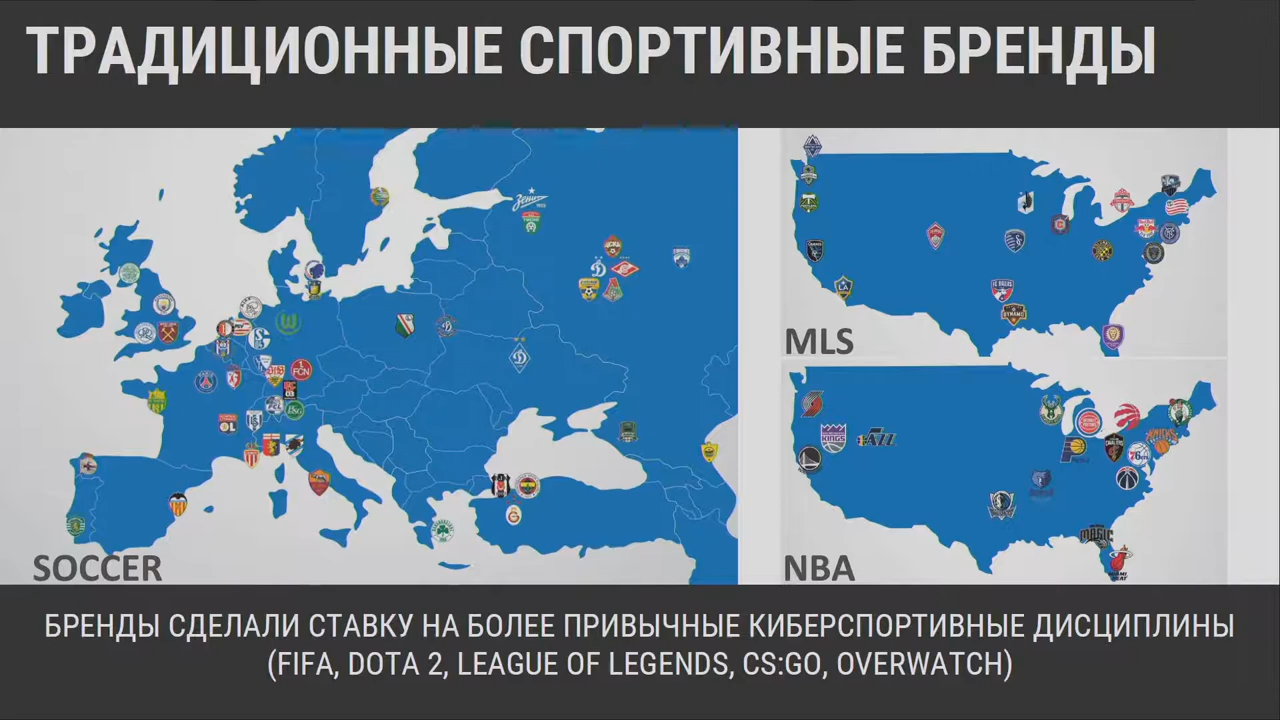 ТРАДИЦИОННЫЕ СПОРТИВНЫЕ БРЕНДЫ
SOCCER
MLS
NBA
БРЕНДЫ СДЕЛАЛИ СТАВКУ НА БОЛЕЕ ПРИВЫЧНЫЕ КИБЕРСПОРТИВНЫЕ ДИСЦИПЛИНЫ
(FIFA, DOTA 2, LEAGUE OF LEGENDS, CS:GO, OVERWATCH)